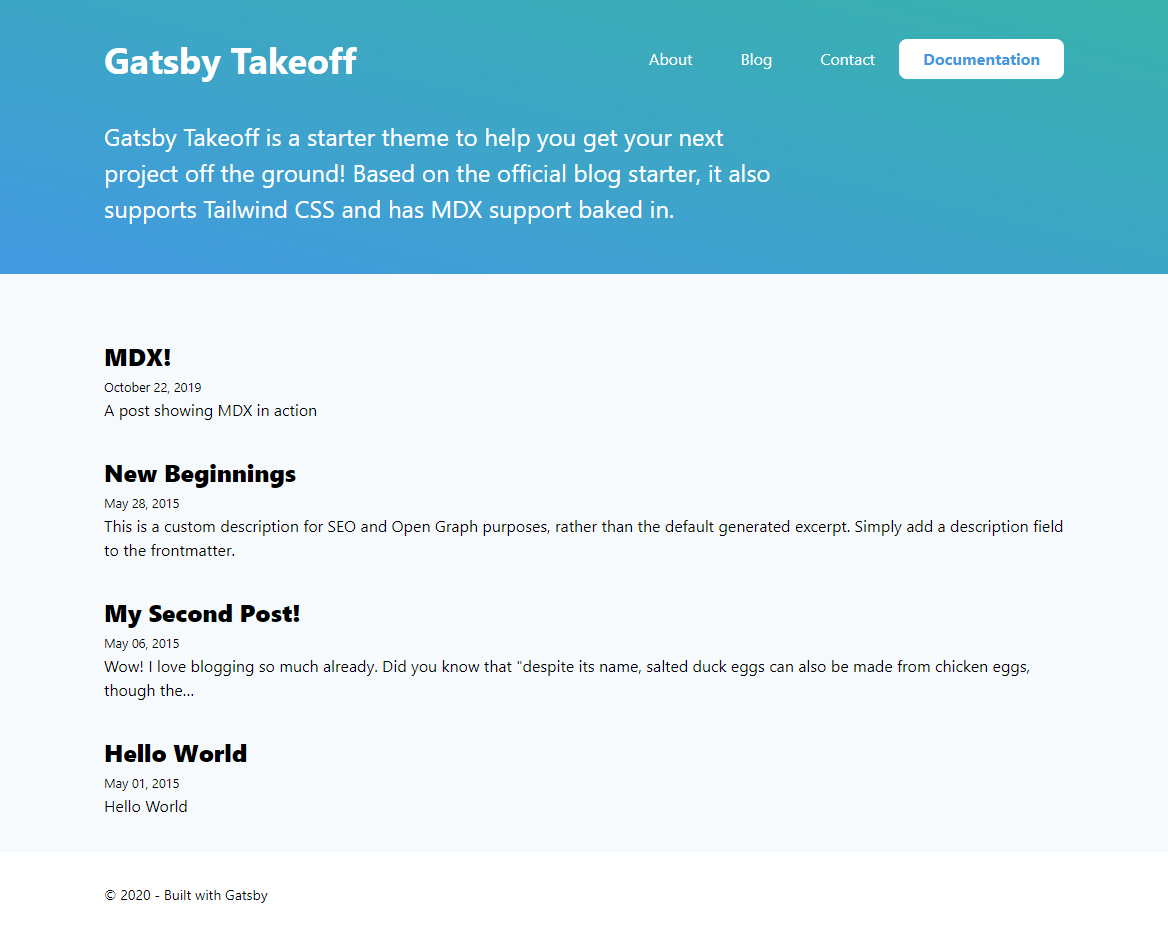 Gatsby Takeoff
About Blog Contact Documentation
Gatsby Takeoff is a starter theme to help you get your next
project off the ground! Based on the official blog starter, it also
supports Tailwind CSS and has MDX support baked in.
MDX!
October 22, 2019
A post showing MDX in action
New Beginnings
May 28, 2015
This is a custom description for SEO and Open Graph purposes, rather than the default generated excerpt. Simply add a description field
to the frontmatter.
My Second Post!
May 06, 2015
Wow! I love blogging so much already. Did you know that "despite its name, salted duck eggs can also be made from chicken eggs,
though the…
Hello World
May 01, 2015
Hello World
© 2020 - Built with Gatsby